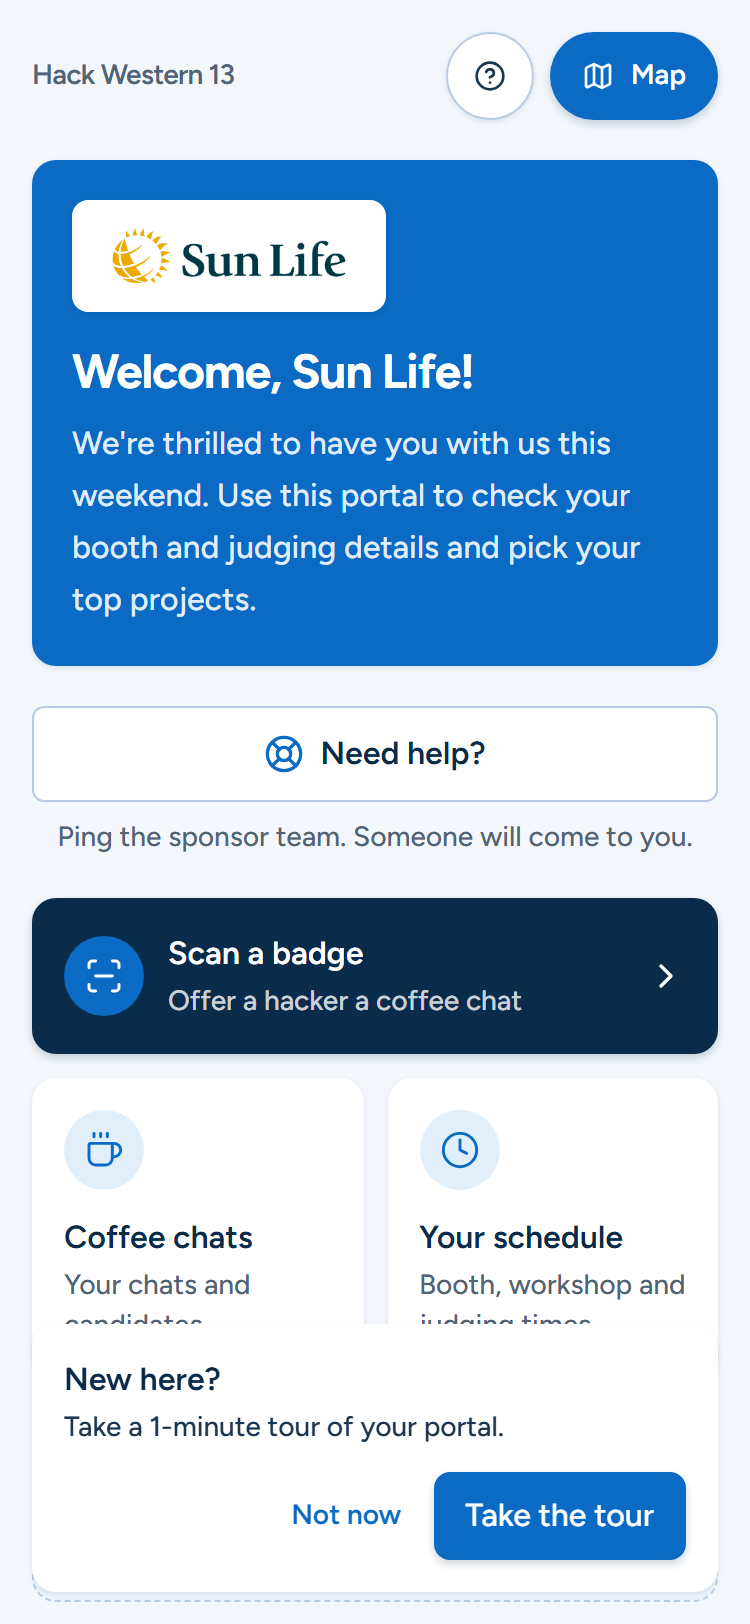 Hack Western 13
Map
Sun Life
Welcome, Sun Life!
We're thrilled to have you with us this
weekend. Use this portal to check your
booth and judging details and pick your
top projects.
Need help?
Ping the sponsor team. Someone will come to you.
Scan a badge
Offer a hacker a coffee chat
Coffee chats
Your chats and
candidates
Your schedule
Booth, workshop and
judging times
New here?
Take a 1-minute tour of your portal.
Not now
Take the tour